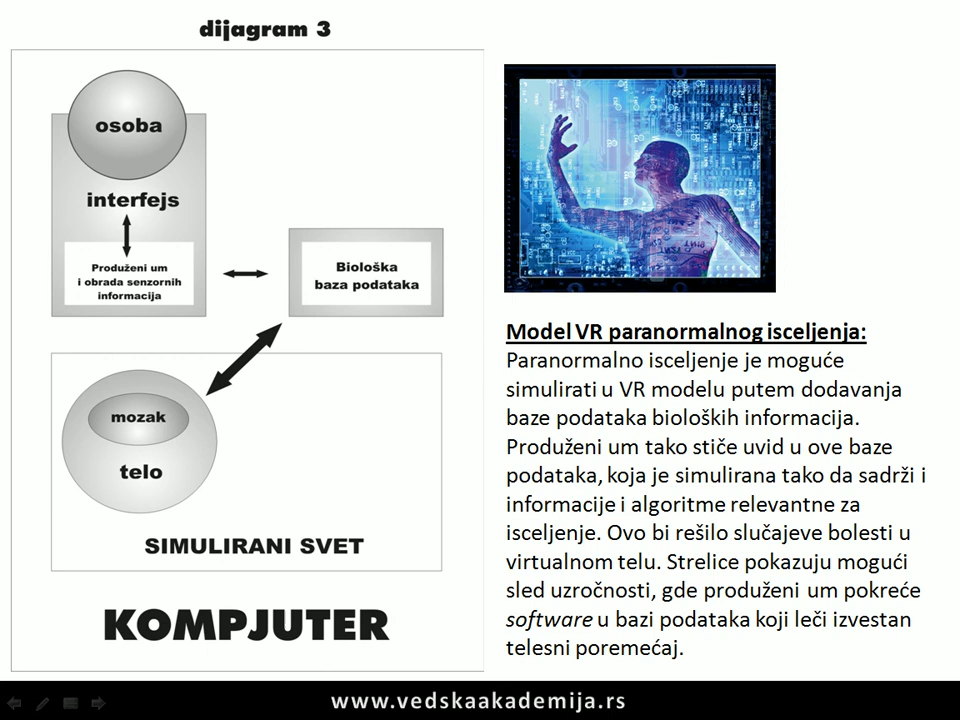 dijagram 3
osoba
interfejs
Produženi um
i obrada senzornih
informacija
Biološka
baza podataka
mozak
telo
SIMULIRANI SVET
KOMPJUTER
Model VR paranormalnog isceljenja:
Paranormalno isceljenje je moguće
simulirati u VR modelu putem dodavanja
baze podataka bioloških informacija.
Produženi um tako stiče uvid u ove baze
podataka, koja je simulirana tako da sadrži i
informacije i algoritme relevantne za
isceljenje. Ovo bi rešilo slučajeve bolesti u
virtualnom telu. Strelice pokazuju mogući
sled uzročnosti, gde produženi um pokreće
software u bazi podataka koji leči izvestan
telesni poremećaj.
www.vedskaakademija.rs